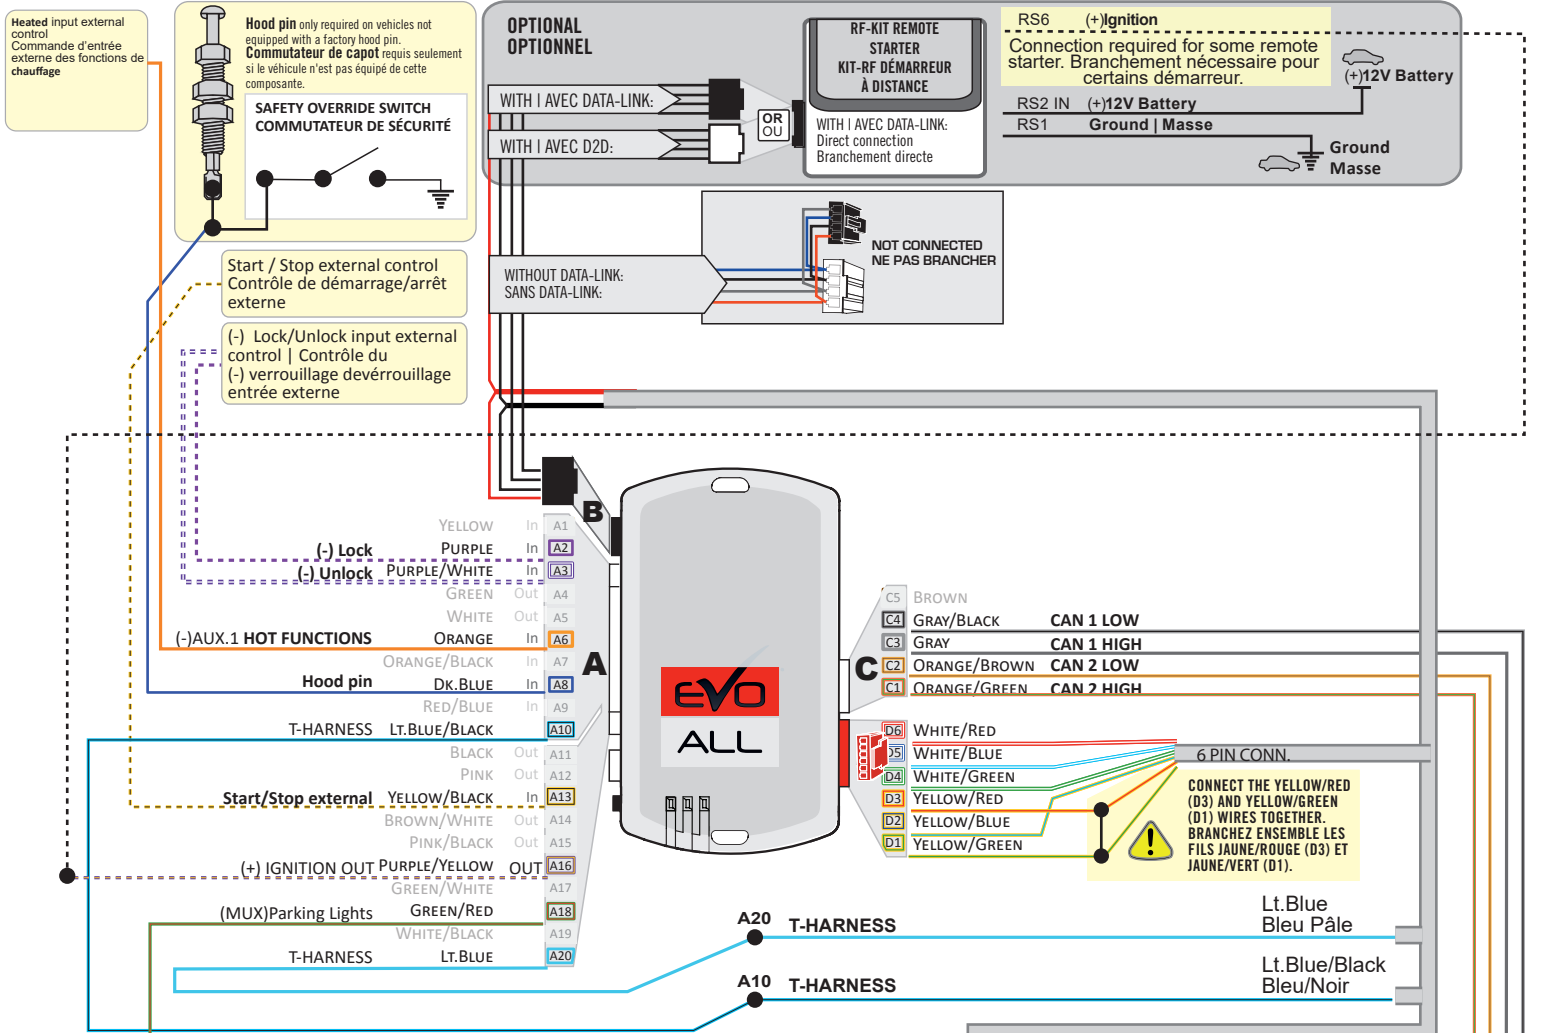 Heated input external
control
Commande d'entrée
externe des fonctions de
chauffage
Hood pin only required on vehicles not
equipped with a factory hood pin.
Commutateur de capot requis seulement
si le véhicule n'est pas équipé de cette
composante.
SAFETY OVERRIDE SWITCH
COMMUTATEUR DE SÉCURITÉ
OPTIONAL
OPTIONNEL
WITH | AVEC DATA-LINK:
WITH | AVEC D2D:
OR
OU
RF-KIT REMOTE
STARTER
KIT-RF DÉMARREUR
À DISTANCE
WITH | AVEC DATA-LINK:
Direct connection
Branchement directe
RS6 (+)Ignition
Connection required for some remote
starter. Branchement nécessaire pour
certains démarreur.
(+)12V Battery
RS2 IN (+)12V Battery
RS1 Ground | Masse
Ground
Masse
WITHOUT DATA-LINK:
SANS DATA-LINK:
NOT CONNECTED
NE PAS BRANCHER
Start / Stop external control
Contrôle de démarrage/arrêt
externe
(-) Lock/Unlock input external
control | Contrôle du
(-) verrouillage devérrouillage
entrée externe
B
YELLOW In A1
(-) Lock PURPLE In A2
(-) Unlock PURPLE/WHITE In A3
GREEN Out A4
WHITE Out A5
(-)AUX.1 HOT FUNCTIONS ORANGE In A6
ORANGE/BLACK In A7
Hood pin DK.BLUE In A8
RED/BLUE In A9
T-HARNESS LT.BLUE/BLACK A10
BLACK Out A11
PINK Out A12
Start/Stop external YELLOW/BLACK In A13
BROWN/WHITE Out A14
PINK/BLACK Out A15
(+) IGNITION OUT PURPLE/YELLOW OUT A16
GREEN/WHITE A17
(MUX)Parking Lights GREEN/RED A18
WHITE/BLACK A19
T-HARNESS LT.BLUE A20
A
EVO
ALL
C
C5 BROWN
C4 GRAY/BLACK CAN 1 LOW
C3 GRAY CAN 1 HIGH
C2 ORANGE/BROWN CAN 2 LOW
C1 ORANGE/GREEN CAN 2 HIGH
D6 WHITE/RED
D5 WHITE/BLUE
D4 WHITE/GREEN
D3 YELLOW/RED
D2 YELLOW/BLUE
D1 YELLOW/GREEN
6 PIN CONN.
CONNECT THE YELLOW/RED
(D3) AND YELLOW/GREEN
(D1) WIRES TOGETHER.
BRANCHEZ ENSEMBLE LES
FILS JAUNE/ROUGE (D3) ET
JAUNE/VERT (D1).
A20 T-HARNESS
Lt.Blue
Bleu Pâle
A10 T-HARNESS
Lt.Blue/Black
Bleu/Noir